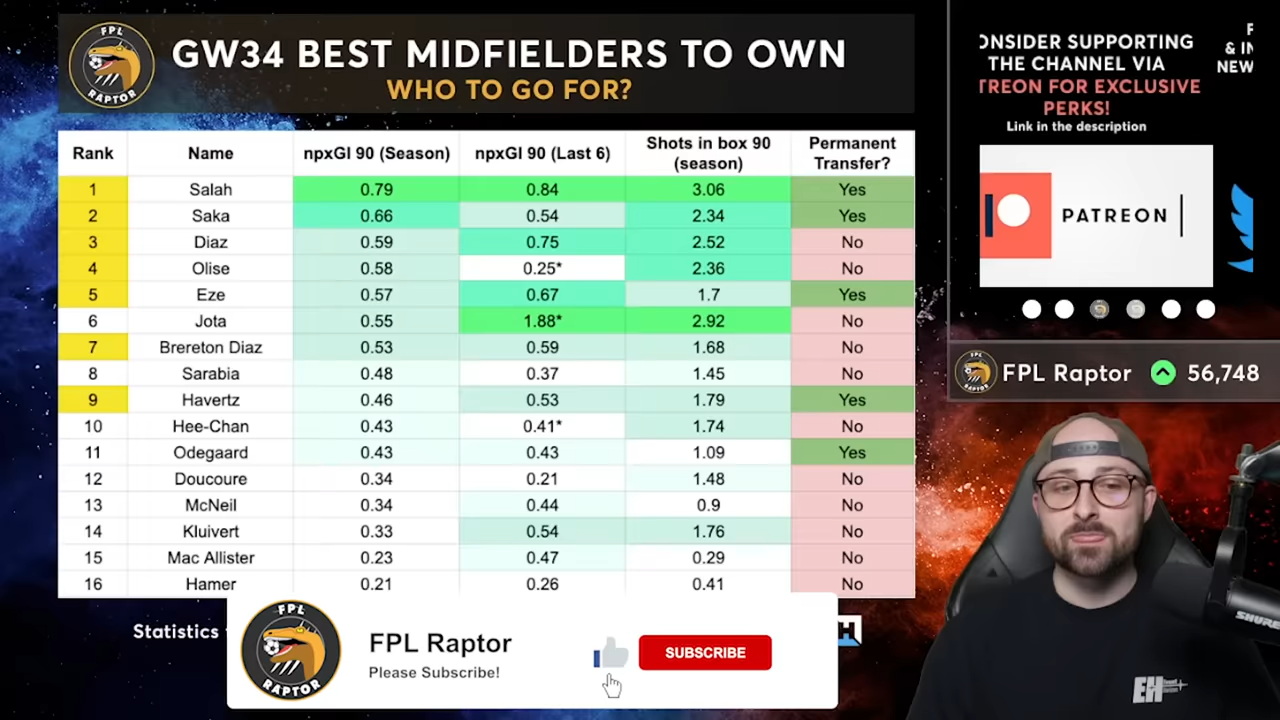 FPL
RAPTOR
GW34 BEST MIDFIELDERS TO OWN
WHO TO GO FOR?
Rank Name npxGI 90 (Season) npxGI 90 (Last 6) Shots in box 90 (season) Permanent Transfer?
1 Salah 0.79 0.84 3.06 Yes
2 Saka 0.66 0.54 2.34 Yes
3 Diaz 0.59 0.75 2.52 No
4 Olise 0.58 0.25* 2.36 No
5 Eze 0.57 0.67 1.7 Yes
6 Jota 0.55 1.88* 2.92 No
7 Brereton Diaz 0.53 0.59 1.68 No
8 Sarabia 0.48 0.37 1.45 No
9 Havertz 0.46 0.53 1.79 Yes
10 Hee-Chan 0.43 0.41* 1.74 No
11 Odegaard 0.43 0.43 1.09 Yes
12 Doucoure 0.34 0.21 1.48 No
13 McNeil 0.34 0.44 0.9 No
14 Kluivert 0.33 0.54 1.76 No
15 Mac Allister 0.23 0.47 0.29 No
16 Hamer 0.21 0.26 0.41 No
Statistics
H
FPL
RAPTOR
FPL Raptor
Please Subscribe!
SUBSCRIBE
ONSIDER SUPPORTING
THE CHANNEL VIA
TREON FOR EXCLUSIVE
PERKS!
Link in the description
& IN
NEW
PATREON
FPL Raptor 56,748
SHURE
EH